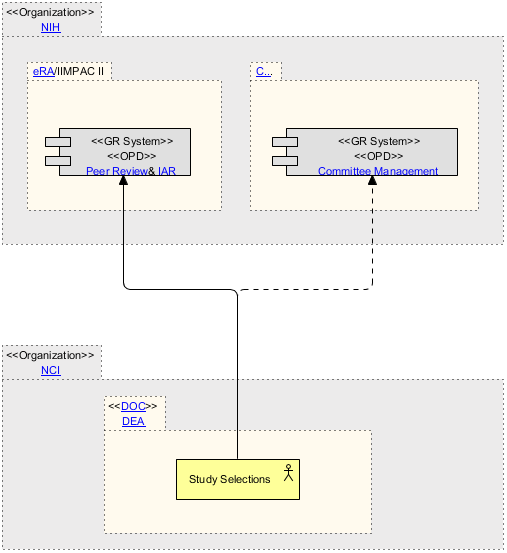 <<Organization>>
NIH
eRA/IIMPAC II
C...
<<GR System>>
<<OPD>>
Peer Review& IAR
<<GR System>>
<<OPD>>
Committee Management
<<Organization>>
NCI
<<DOC>>
DEA
Study Selections